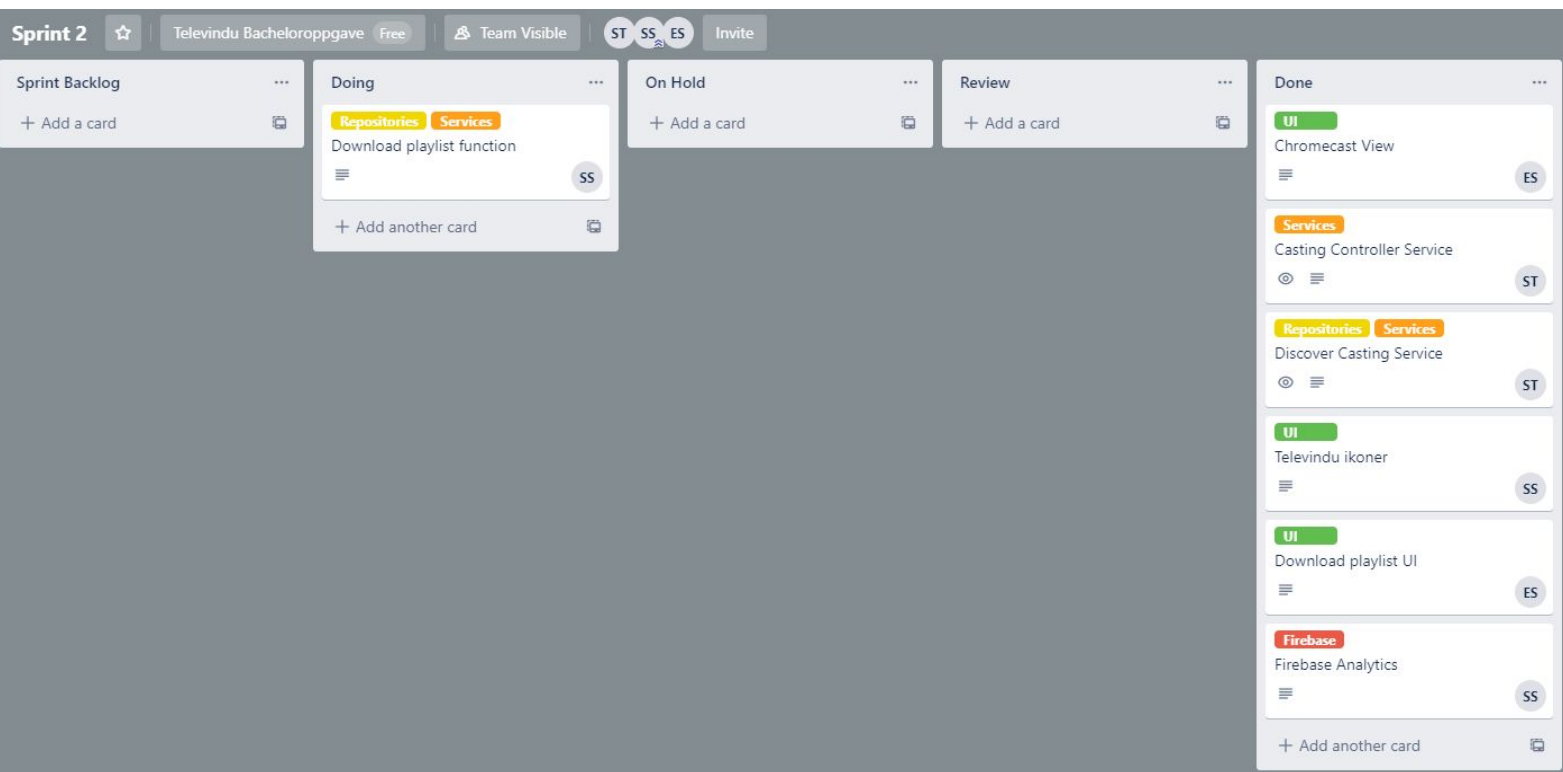 Sprint 2
Televindu Bacheloroppgave Free
Team Visible
ST SS ES
Invite
Sprint Backlog
+ Add a card
Doing
Repositories Services
Download playlist function
SS
+ Add another card
On Hold
+ Add a card
Review
+ Add a card
Done
UI
Chromecast View
ES
Services
Casting Controller Service
ST
Repositories Services
Discover Casting Service
ST
UI
Televindu ikoner
SS
UI
Download playlist UI
ES
Firebase
Firebase Analytics
SS
+ Add another card